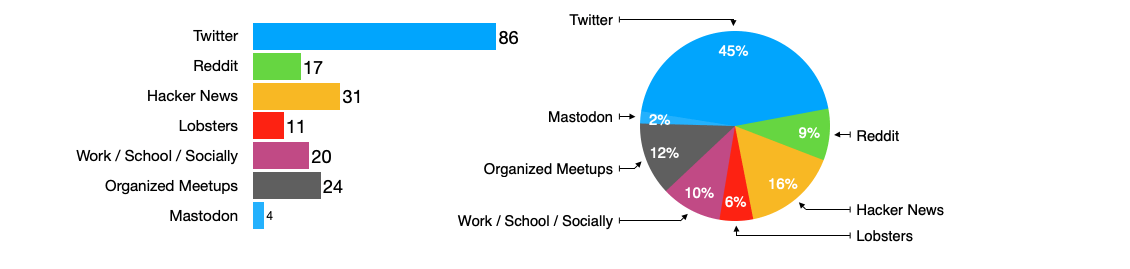 Twitter 86
Reddit 17
Hacker News 31
Lobsters 11
Work / School / Socially 20
Organized Meetups 24
Mastodon 4
Twitter
45%
Mastodon
2%
9%
Reddit
12%
Organized Meetups
16%
10%
6%
Hacker News
Work / School / Socially
Lobsters